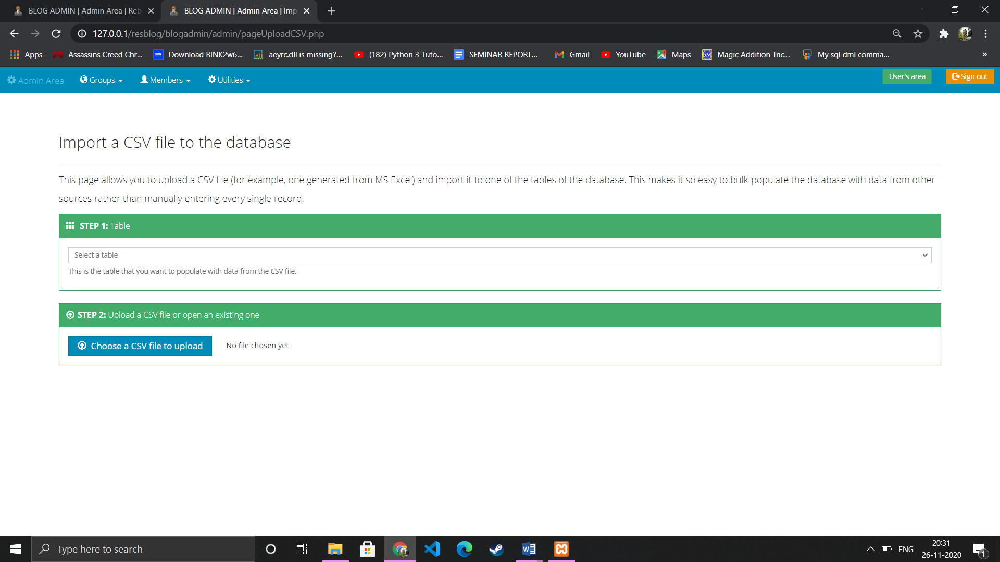 BLOG ADMIN | Admin Area | Reb
BLOG ADMIN | Admin Area | Imp
127.0.0.1/resblog/blogadmin/admin/pageUploadCSV.php
Apps
Assassins Creed Chr...
Download BINK2w6...
aeyrc.dll is missing?...
(182) Python 3 Tuto...
SEMINAR REPORT...
Gmail
YouTube
Maps
Magic Addition Tric...
My sql dml comma...
»
Admin Area
Groups
Members
Utilities
User's area
Sign out
Import a CSV file to the database
This page allows you to upload a CSV file (for example, one generated from MS Excel) and import it to one of the tables of the database. This makes it so easy to bulk-populate the database with data from other
sources rather than manually entering every single record.
STEP 1: Table
Select a table
This is the table that you want to populate with data from the CSV file.
STEP 2: Upload a CSV file or open an existing one
Choose a CSV file to upload
No file chosen yet
Type here to search
ENG
20:31
26-11-2020
1